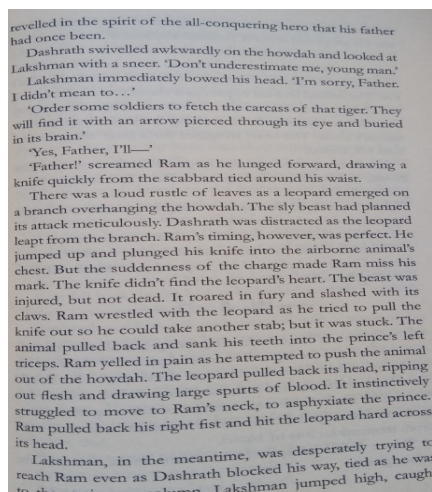 revelled in the spirit of the all-conquering hero that his father
had once been.
Dashrath swivelled awkwardly on the howdah and looked at
Lakshman with a sneer. ‘Don’t underestimate me, young man.’
Lakshman immediately bowed his head. ‘I’m sorry, Father.
I didn’t mean to…’
‘Order some soldiers to fetch the carcass of that tiger. They
will find it with an arrow pierced through its eye and buried
in its brain.’
‘Yes, Father, I’ll—’
‘Father!’ screamed Ram as he lunged forward, drawing a
knife quickly from the scabbard tied around his waist.
There was a loud rustle of leaves as a leopard emerged on
a branch overhanging the howdah. The sly beast had planned
its attack meticulously. Dashrath was distracted as the leopard
leapt from the branch. Ram’s timing, however, was perfect. He
jumped up and plunged his knife into the airborne animal’s
chest. But the suddenness of the charge made Ram miss his
mark. The knife didn’t find the leopard’s heart. The beast was
injured, but not dead. It roared in fury and slashed with its
claws. Ram wrestled with the leopard as he tried to pull the
knife out so he could take another stab; but it was stuck. The
animal pulled back and sank his teeth into the prince’s left
triceps. Ram yelled in pain as he attempted to push the animal
out of the howdah. The leopard pulled back its head, ripping
out flesh and drawing large spurts of blood. It instinctively
struggled to move to Ram’s neck, to asphyxiate the prince.
Ram pulled back his right fist and hit the leopard hard across
its head.
Lakshman, in the meantime, was desperately trying to
reach Ram even as Dashrath blocked his way, tied as he was
Lakshman jumped high,